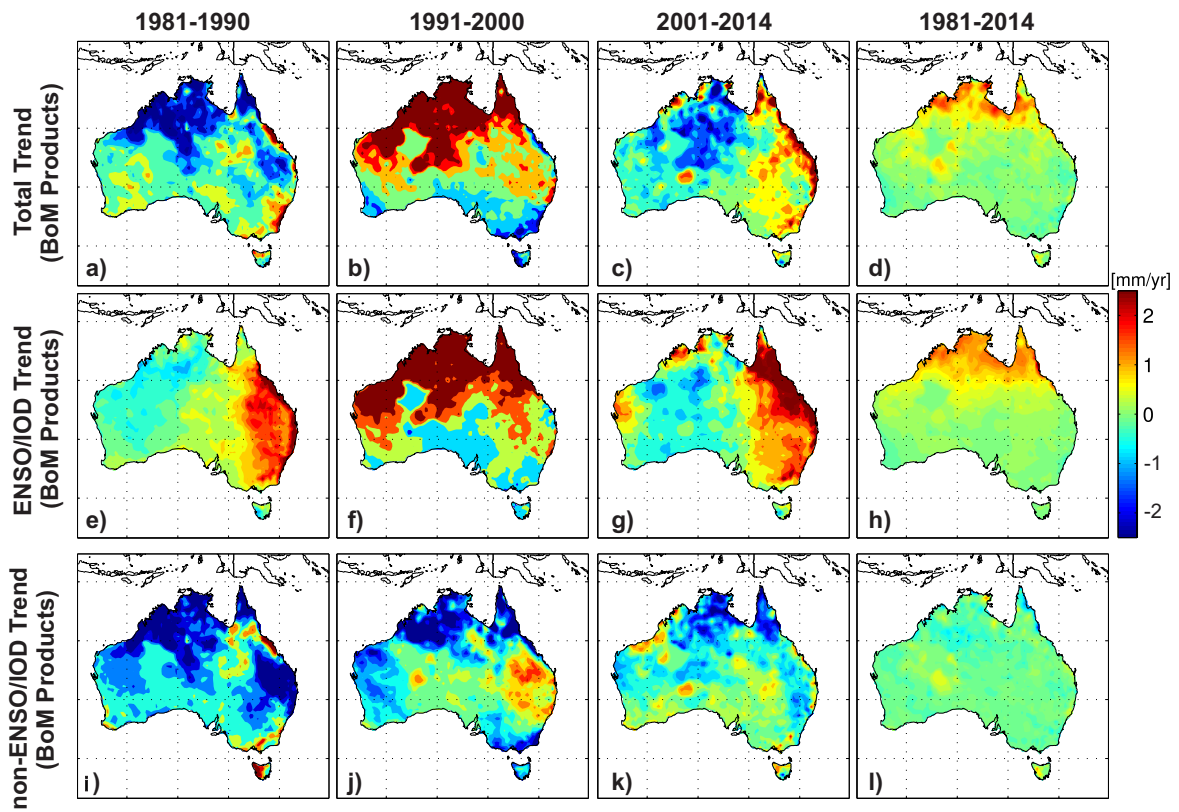 1981-1990
1991-2000
2001-2014
1981-2014
Total Trend
(BoM Products)
a)
b)
c)
d)
[mm/yr]
2
1
0
-1
-2
ENSO/IOD Trend
(BoM Products)
e)
f)
g)
h)
non-ENSO/IOD Trend
(BoM Products)
i)
j)
k)
l)